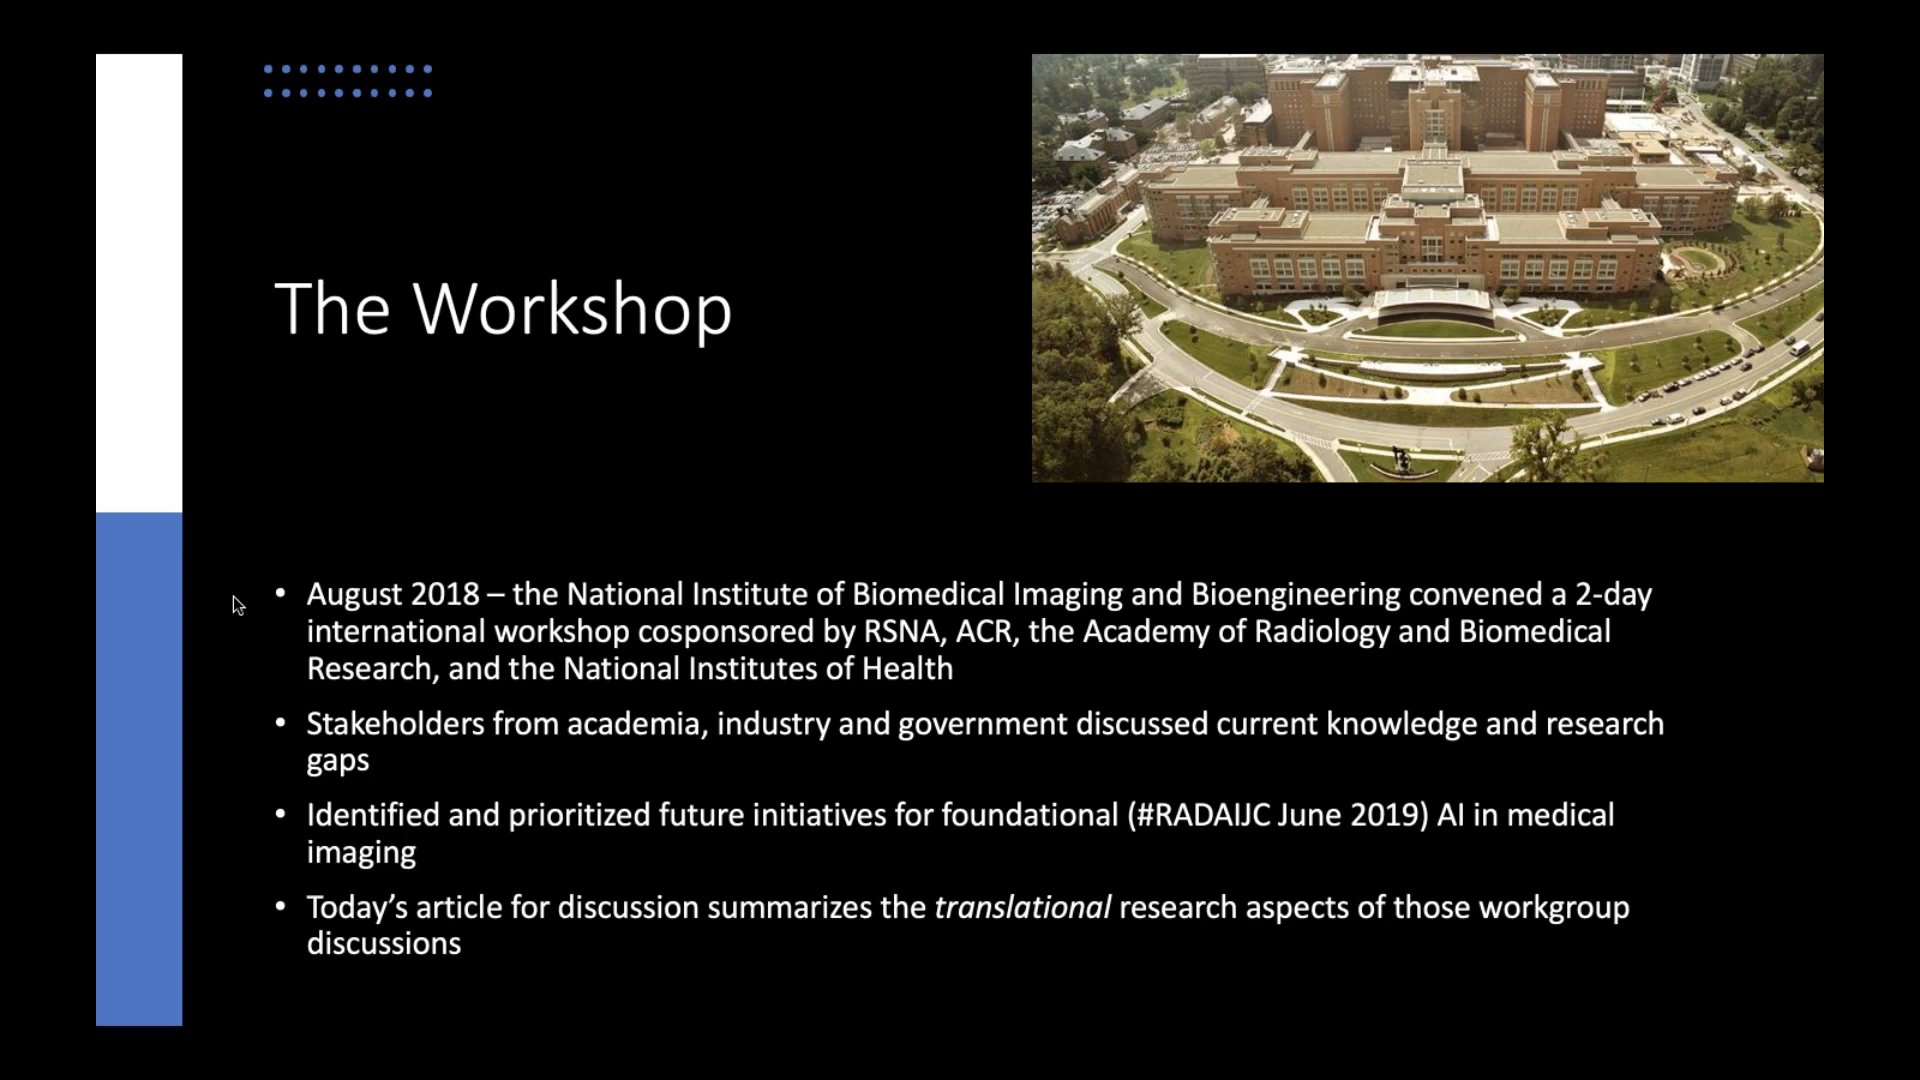 The Workshop
• August 2018 – the National Institute of Biomedical Imaging and Bioengineering convened a 2-day
international workshop cosponsored by RSNA, ACR, the Academy of Radiology and Biomedical
Research, and the National Institutes of Health
• Stakeholders from academia, industry and government discussed current knowledge and research
gaps
• Identified and prioritized future initiatives for foundational (#RADAIJC June 2019) AI in medical
imaging
• Today’s article for discussion summarizes the translational research aspects of those workgroup
discussions